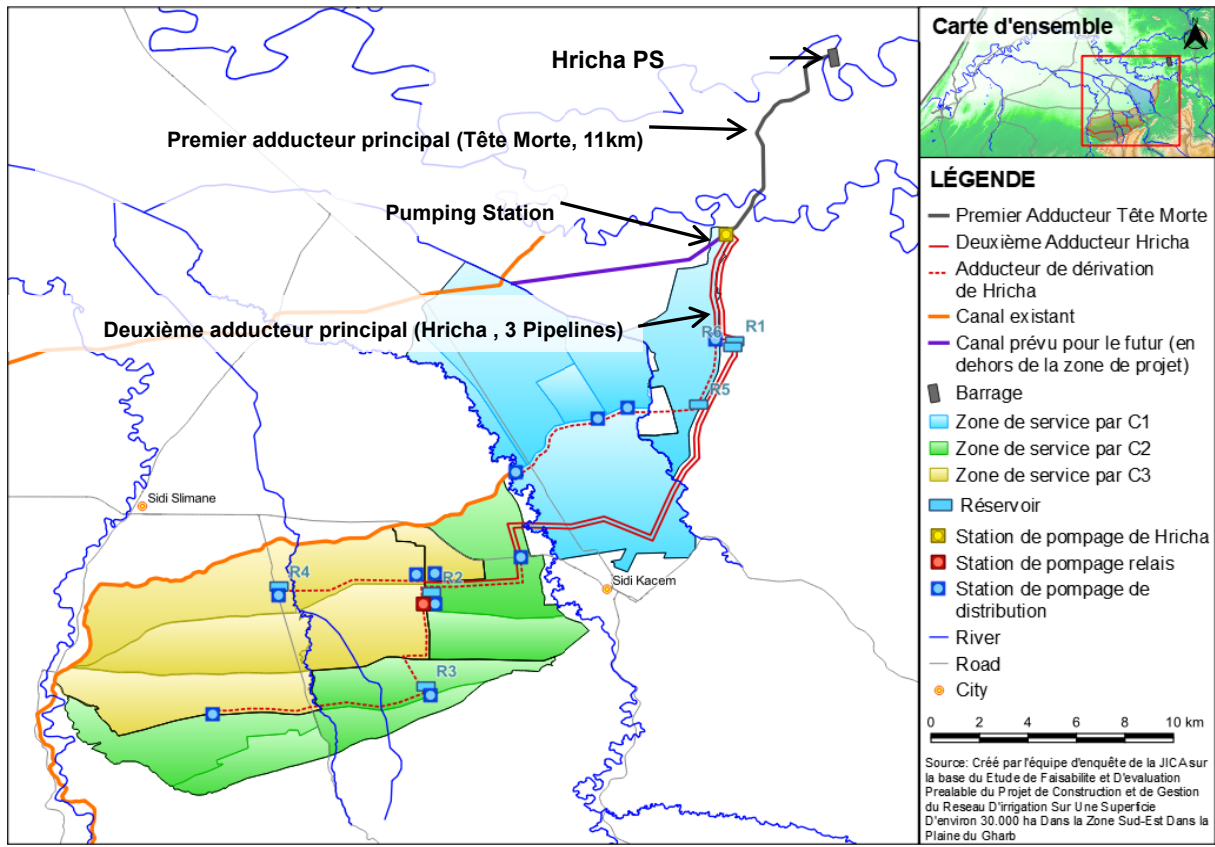 Hricha PS
Premier adducteur principal (Tête Morte, 11km)
Pumping Station
Deuxième adducteur principal (Hricha , 3 Pipelines)
R6
R1
R5
Sidi Slimane
R4
R2
Sidi Kacem
R3
Carte d'ensemble
N
LÉGENDE
Premier Adducteur Tête Morte
Deuxième Adducteur Hricha
Adducteur de dérivation
de Hricha
Canal existant
Canal prévu pour le futur (en
dehors de la zone de projet)
Barrage
Zone de service par C1
Zone de service par C2
Zone de service par C3
Réservoir
Station de pompage de Hricha
Station de pompage relais
Station de pompage de
distribution
River
Road
City
0 2 4 6 8 10 km
Source: Créé par l'équipe d'enquête de la JICA sur
la base du Etude de Faisabilite et D'evaluation
Prealable du Projet de Construction et de Gestion
du Reseau D'irrigation Sur Une Superficie
D'environ 30.000 ha Dans la Zone Sud-Est Dans la
Plaine du Gharb